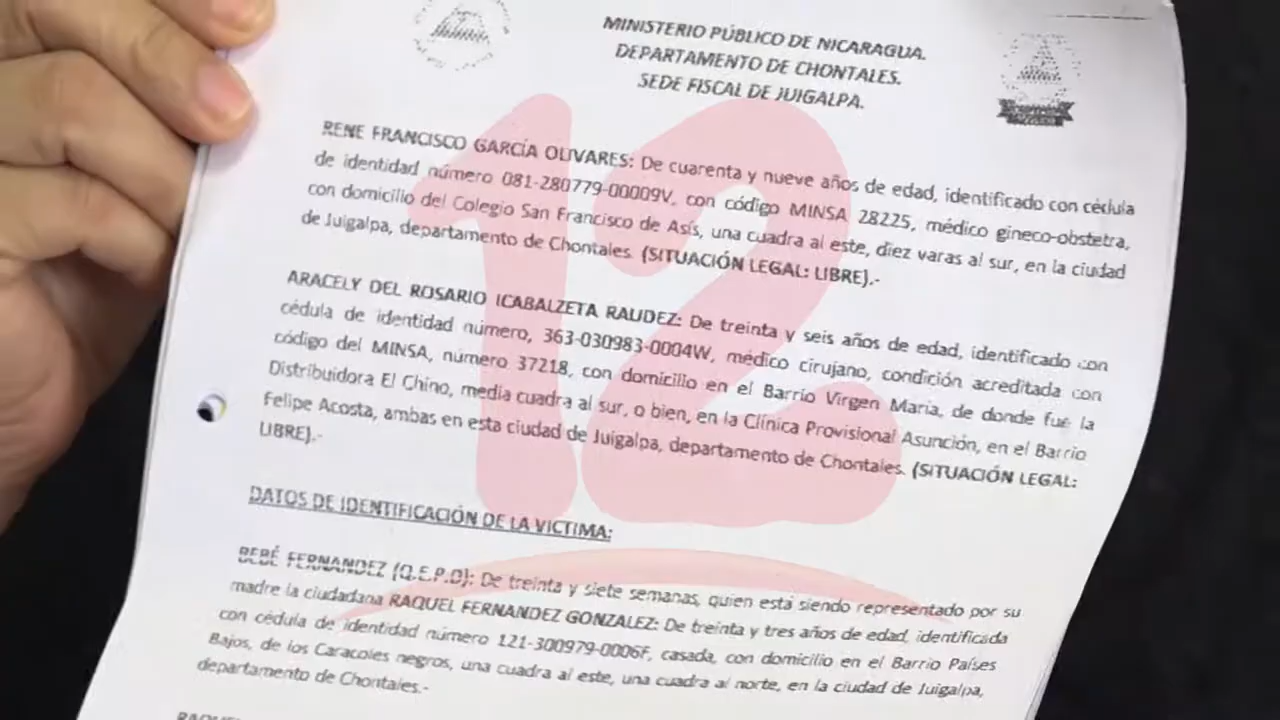 MINISTERIO PÚBLICO DE NICARAGUA.
DEPARTAMENTO DE CHONTALES.
SEDE FISCAL DE JUIGALPA.
RENE FRANCISCO GARCÍA OLIVARES: De cuarenta y nueve años de edad, identificado con cédula
de identidad número 081-280779-00009V, con código MINSA 28225, médico gineco-obstetra,
con domicilio del Colegio San Francisco de Asís, una cuadra al este, diez varas al sur, en la ciudad
de Juigalpa, departamento de Chontales. (SITUACIÓN LEGAL: LIBRE).-
ARACELY DEL ROSARIO ICABALZETA RAUDEZ: De treinta y seis años de edad, identificado con
cédula de identidad número, 363-030983-0004W, médico cirujano, condición acreditada con
código del MINSA, número 37218, con domicilio en el Barrio Virgen María, de donde fue la
Distribuidora El Chino, media cuadra al sur, o bien, en la Clínica Provisional Asunción, en el Barrio
Felipe Acosta, ambas en esta ciudad de Juigalpa, departamento de Chontales. (SITUACIÓN LEGAL:
LIBRE).-
DATOS DE IDENTIFICACIÓN DE LA VICTIMA:
BEBÉ FERNANDEZ (Q.E.P.D): De treinta y siete semanas, quien está siendo representado por su
madre la ciudadana RAQUEL FERNANDEZ GONZALEZ: De treinta y tres años de edad, identificada
con cédula de identidad número 121-300979-0006F, casada, con domicilio en el Barrio Países
Bajos, de los Caracoles negros, una cuadra al este, una cuadra al norte, en la ciudad de Juigalpa,
departamento de Chontales.-
12